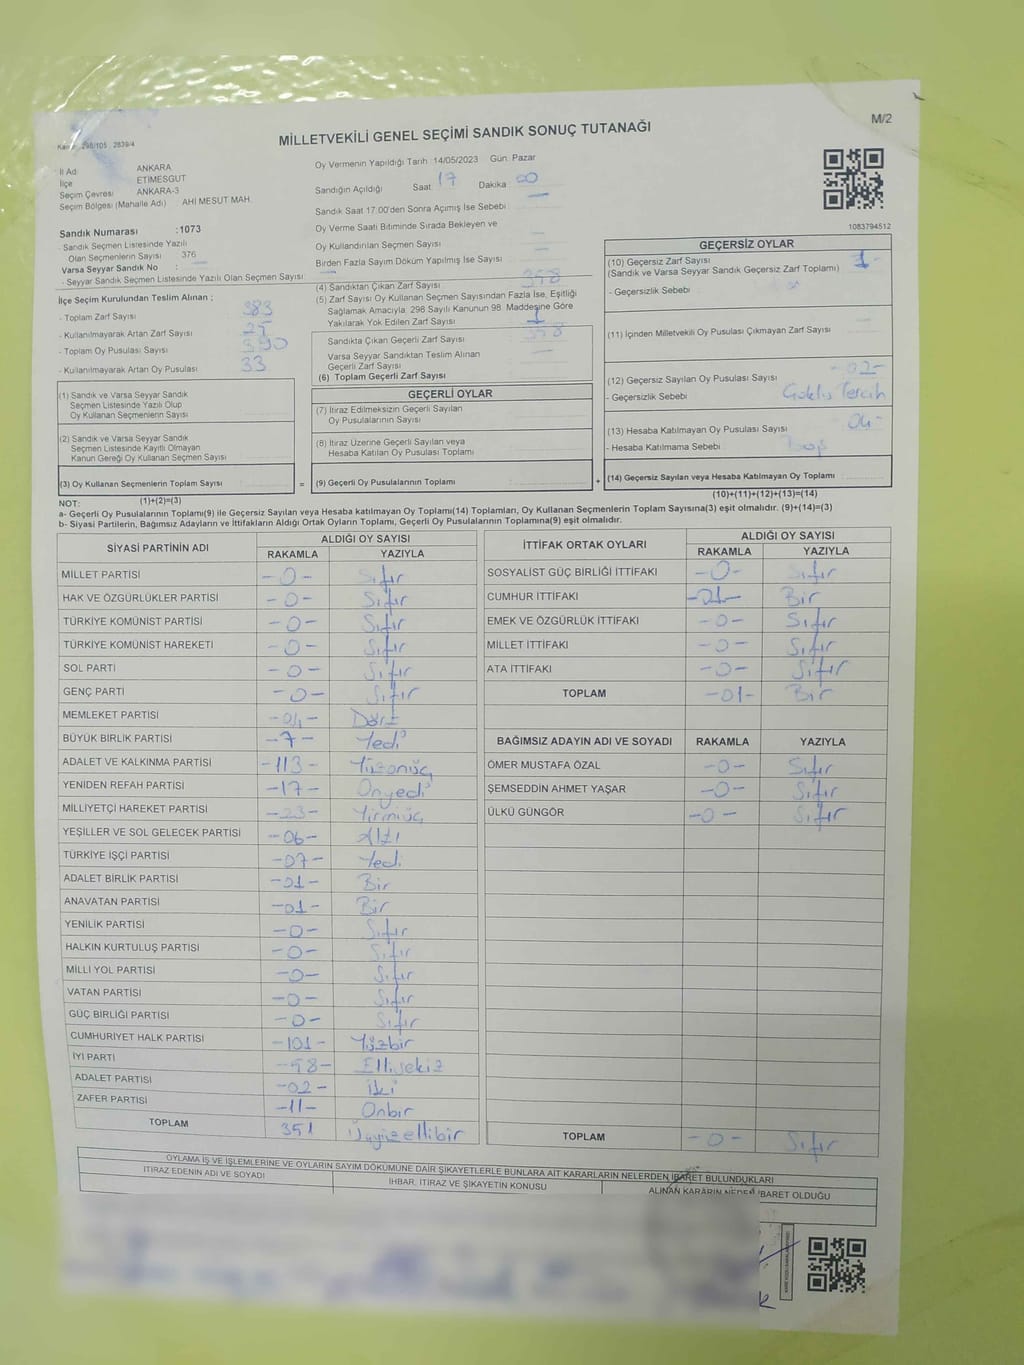 M/2
MİLLETVEKİLİ GENEL SEÇİMİ SANDIK SONUÇ TUTANAĞI
İl Adı ANKARA
İlçe ETİMESGUT
Seçim Çevresi ANKARA-3
Seçim Bölgesi (Mahalle Adı) AHİ MESUT MAH.
Oy Vermenin Yapıldığı Tarih :14/05/2023 Gün: Pazar
Sandığın Açıldığı Saat 17 Dakika 00
Sandık Saat 17.00'den Sonra Açımış İse Sebebi
Oy Verme Saati Bitiminde Sırada Bekleyen ve
Oy Kullandırılan Seçmen Sayısı
Birden Fazla Sayım Döküm Yapılmış İse Sayısı
1083794512
Sandık Numarası :1073
- Sandık Seçmen Listesinde Yazılı
Olan Seçmenlerin Sayısı 376
Varsa Seyyar Sandık No :
- Seyyar Sandık Seçmen Listesinde Yazılı Olan Seçmen Sayısı:
İlçe Seçim Kurulundan Teslim Alınan ;
- Toplam Zarf Sayısı 383
- Kullanılmayarak Artan Zarf Sayısı 25
- Toplam Oy Pusulası Sayısı 390
- Kullanılmayarak Artan Oy Pusulası 33
(4) Sandıktan Çıkan Zarf Sayısı 358
(5) Zarf Sayısı Oy Kullanan Seçmen Sayısından Fazla İse, Eşitliği
Sağlamak Amacıyla, 298 Sayılı Kanunun 98. Maddesine Göre
Yakılarak Yok Edilen Zarf Sayısı
Sandıkta Çıkan Geçerli Zarf Sayısı 358
Varsa Seyyar Sandıktan Teslim Alınan
Geçerli Zarf Sayısı
(6) Toplam Geçerli Zarf Sayısı
GEÇERSİZ OYLAR
(10) Geçersiz Zarf Sayısı 1-
(Sandık ve Varsa Seyyar Sandık Geçersiz Zarf Toplamı)
- Geçersizlik Sebebi
(11) İçinden Milletvekili Oy Pusulası Çıkmayan Zarf Sayısı
(12) Geçersiz Sayılan Oy Pusulası Sayısı -02-
- Geçersizlik Sebebi Çoklu Tercih
(13) Hesaba Katılmayan Oy Pusulası Sayısı 04-
- Hesaba Katılmama Sebebi Boş
(14) Geçersiz Sayılan veya Hesaba Katılmayan Oy Toplamı
(10)+(11)+(12)+(13)=(14)
(1) Sandık ve Varsa Seyyar Sandık
Seçmen Listesinde Yazılı Olup
Oy Kullanan Seçmenlerin Sayısı
(2) Sandık ve Varsa Seyyar Sandık
Seçmen Listesinde Kayıtlı Olmayan
Kanun Gereği Oy Kullanan Seçmen Sayısı
(3) Oy Kullanan Seçmenlerin Toplam Sayısı
(1)+(2)=(3)
GEÇERLİ OYLAR
(7) İtiraz Edilmeksizin Geçerli Sayılan
Oy Pusulalarının Sayısı
(8) İtiraz Üzerine Geçerli Sayılan veya
Hesaba Katılan Oy Pusulası Toplamı
= (9) Geçerli Oy Pusulalarının Toplamı +
NOT:
a- Geçerli Oy Pusulalarının Toplamı(9) ile Geçersiz Sayılan veya Hesaba Katılmayan Oy Toplamı(14) Toplamları, Oy Kullanan Seçmenlerin Toplam Sayısına(3) eşit olmalıdır. (9)+(14)=(3)
b- Siyasi Partilerin, Bağımsız Adayların ve İttifakların Aldığı Ortak Oyların Toplamı, Geçerli Oy Pusulalarının Toplamına(9) eşit olmalıdır.
SİYASİ PARTİNİN ADI ALDIĞI OY SAYISI
RAKAMLA YAZIYLA
MİLLET PARTİSİ -0- Sıfır
HAK VE ÖZGÜRLÜKLER PARTİSİ -0- Sıfır
TÜRKİYE KOMÜNİST PARTİSİ -0- Sıfır
TÜRKİYE KOMÜNİST HAREKETİ -0- Sıfır
SOL PARTİ -0- Sıfır
GENÇ PARTİ -0- Sıfır
MEMLEKET PARTİSİ -04- Dört
BÜYÜK BİRLİK PARTİSİ -7- Yedi
ADALET VE KALKINMA PARTİSİ -113- Yüzonüç
YENİDEN REFAH PARTİSİ -17- Onyedi
MİLLİYETÇİ HAREKET PARTİSİ -23- Yirmiüç
YEŞİLLER VE SOL GELECEK PARTİSİ -06- Altı
TÜRKİYE İŞÇİ PARTİSİ -07- Yedi
ADALET BİRLİK PARTİSİ -01- Bir
ANAVATAN PARTİSİ -01- Bir
YENİLİK PARTİSİ -0- Sıfır
HALKIN KURTULUŞ PARTİSİ -0- Sıfır
MİLLİ YOL PARTİSİ -0- Sıfır
VATAN PARTİSİ -0- Sıfır
GÜÇ BİRLİĞİ PARTİSİ -0- Sıfır
CUMHURİYET HALK PARTİSİ -101- Yüzbir
İYİ PARTİ -58- Ellisekiz
ADALET PARTİSİ -02- İki
ZAFER PARTİSİ -11- Onbir
TOPLAM 351 Üçyüzellibir
İTTİFAK ORTAK OYLARI ALDIĞI OY SAYISI
RAKAMLA YAZIYLA
SOSYALİST GÜÇ BİRLİĞİ İTTİFAKI -0- Sıfır
CUMHUR İTTİFAKI -01- Bir
EMEK VE ÖZGÜRLÜK İTTİFAKI -0- Sıfır
MİLLET İTTİFAKI -0- Sıfır
ATA İTTİFAKI -0- Sıfır
TOPLAM -01- Bir
BAĞIMSIZ ADAYIN ADI VE SOYADI RAKAMLA YAZIYLA
ÖMER MUSTAFA ÖZAL -0- Sıfır
ŞEMSEDDİN AHMET YAŞAR -0- Sıfır
ÜLKÜ GÜNGÖR -0- Sıfır
TOPLAM -0- Sıfır
OYLAMA İŞ VE İŞLEMLERİNE VE OYLARIN SAYIM DÖKÜMÜNE DAİR ŞİKAYETLERLE BUNLARA AİT KARARLARIN NELERDEN İBARET BULUNDUKLARI
İTİRAZ EDENİN ADI VE SOYADI İHBAR, İTİRAZ VE ŞİKAYETİN KONUSU ALINAN KARARIN NEDEN İBARET OLDUĞU